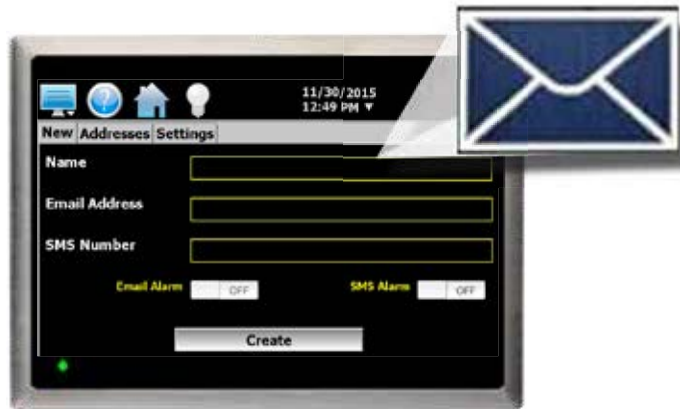 11/30/2015
12:49 PM ▼
New Addresses Settings
Name
Email Address
SMS Number
Email Alarm OFF SMS Alarm OFF
Create